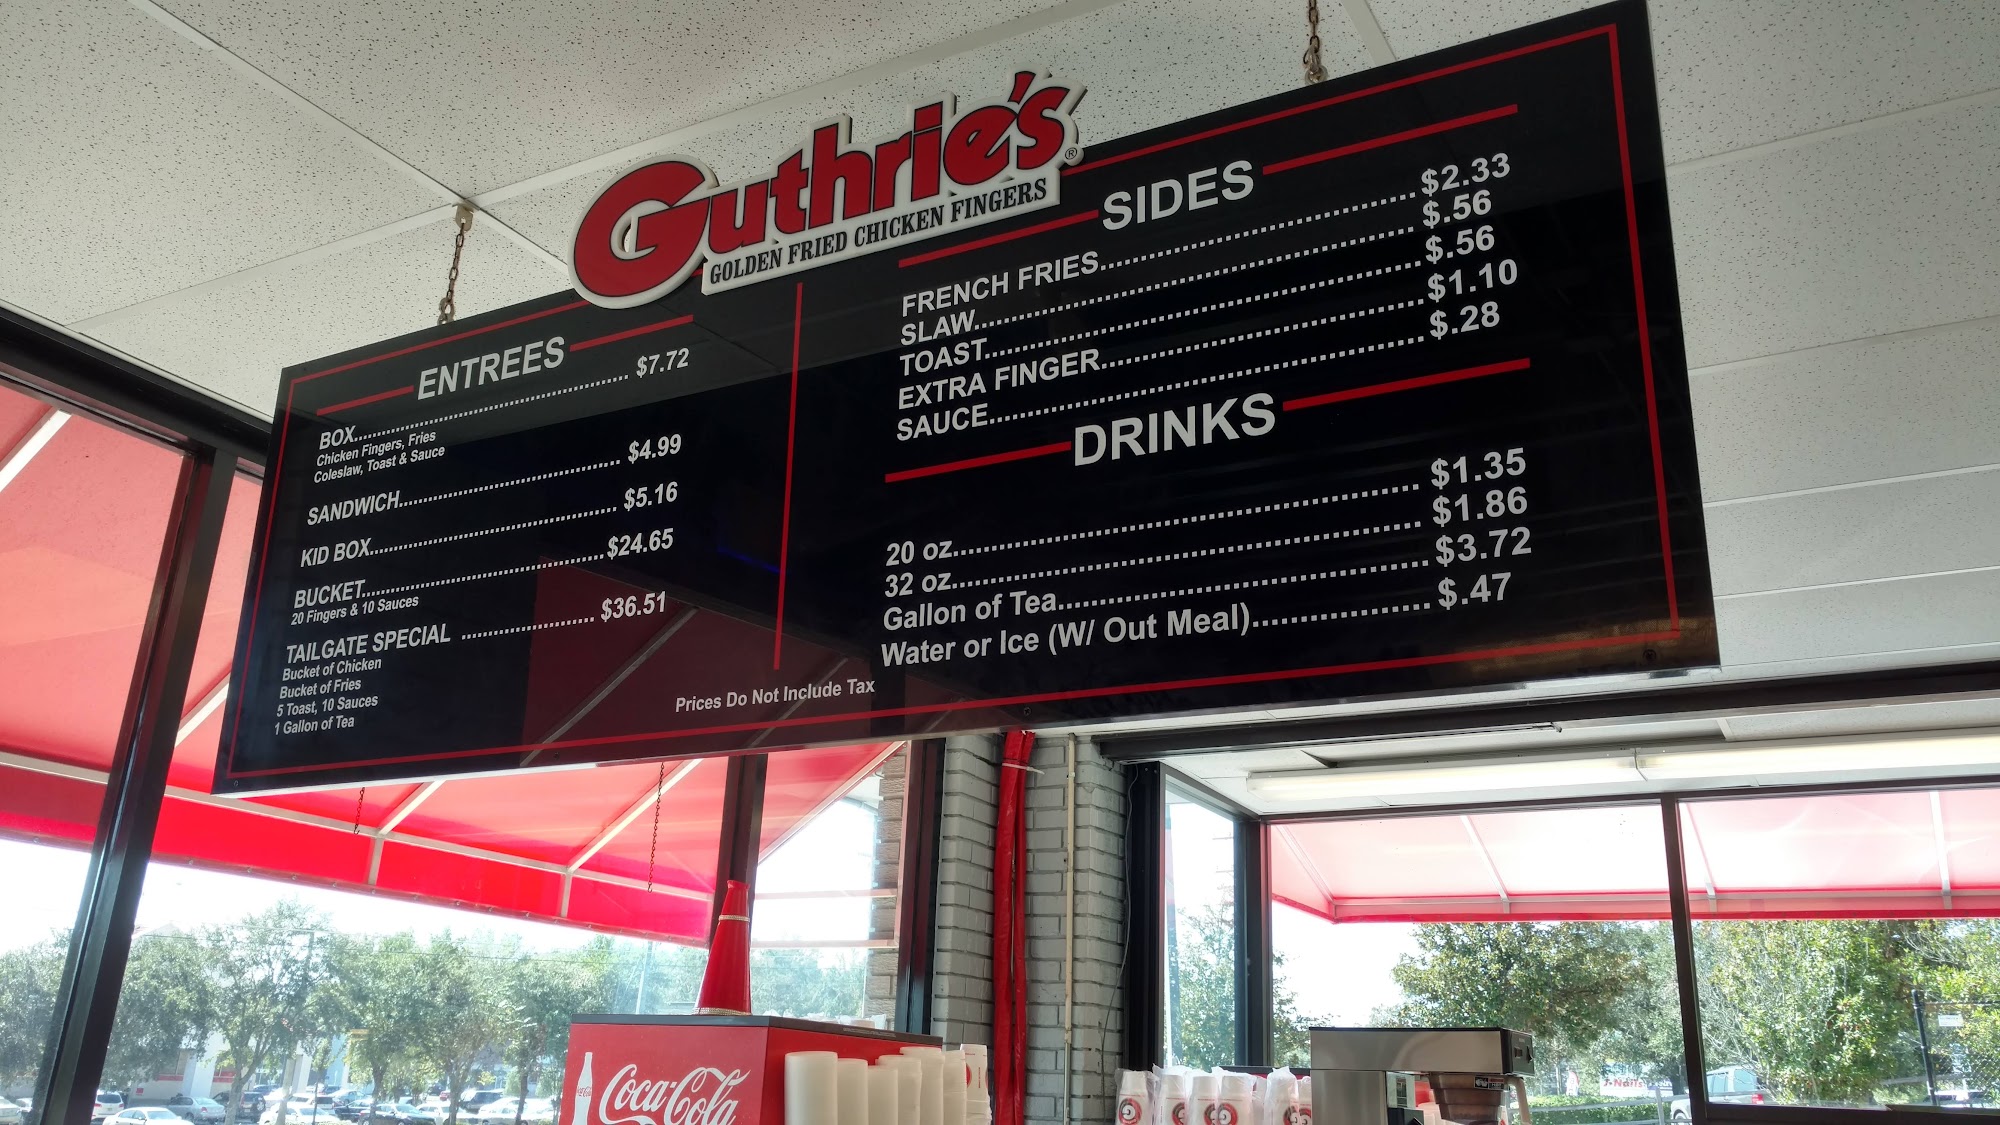 Guthrie's®
GOLDEN FRIED CHICKEN FINGERS
ENTREES
BOX............ $7.72
Chicken Fingers, Fries
Coleslaw, Toast & Sauce
SANDWICH............ $4.99
KID BOX............ $5.16
BUCKET............ $24.65
20 Fingers & 10 Sauces
TAILGATE SPECIAL ............ $36.51
Bucket of Chicken
Bucket of Fries
5 Toast, 10 Sauces
1 Gallon of Tea
SIDES
FRENCH FRIES............ $2.33
SLAW............ $.56
TOAST............ $.56
EXTRA FINGER............ $1.10
SAUCE............ $.28
DRINKS
20 oz............ $1.35
32 oz............ $1.86
Gallon of Tea............ $3.72
Water or Ice (W/ Out Meal)............ $.47
Prices Do Not Include Tax
Coca-Cola